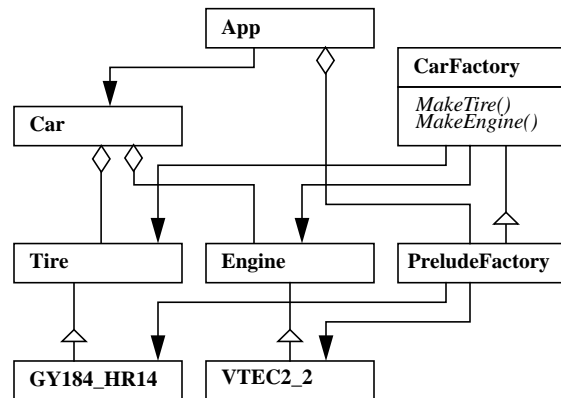 App
CarFactory
MakeTire()
MakeEngine()
Car
Tire
Engine
PreludeFactory
GY184_HR14
VTEC2_2